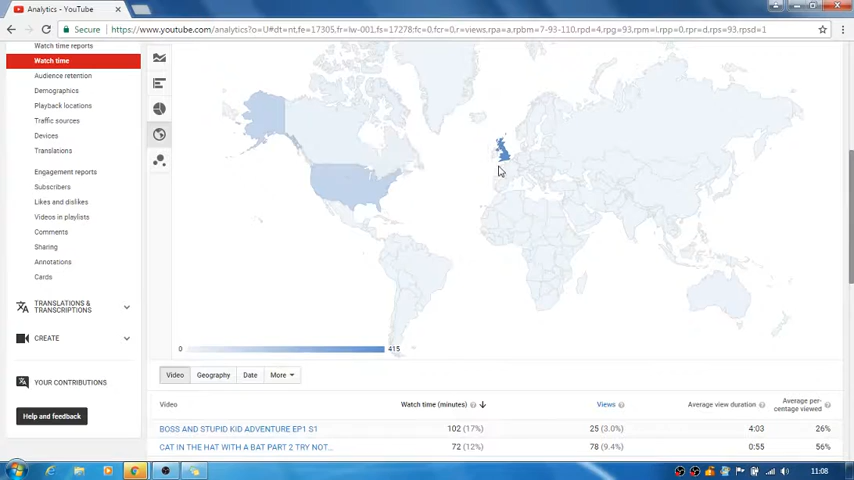 Analytics - YouTube
Secure
https://www.youtube.com/analytics?o=U#dt=nt,fe=17305,fr=lw-001,fs=17278;fc=0,fcr=0,r=views,rpa=a,rpbm=7-93-110,rpd=4,rpg=93,rpm=l,rpp=0,rpr=d,rps=93,rpsd=1
Watch time reports
Watch time
Audience retention
Demographics
Playback locations
Traffic sources
Devices
Translations
Engagement reports
Subscribers
Likes and dislikes
Videos in playlists
Comments
Sharing
Annotations
Cards
TRANSLATIONS &
TRANSCRIPTIONS
CREATE
YOUR CONTRIBUTIONS
Help and feedback
0 415
Video Geography Date More
Video Watch time (minutes) Views Average view duration Average per-
centage viewed
BOSS AND STUPID KID ADVENTURE EP1 S1 102 (17%) 25 (3.0%) 4:03 26%
CAT IN THE HAT WITH A BAT PART 2 TRY NOT... 72 (12%) 78 (9.4%) 0:55 56%
11:08